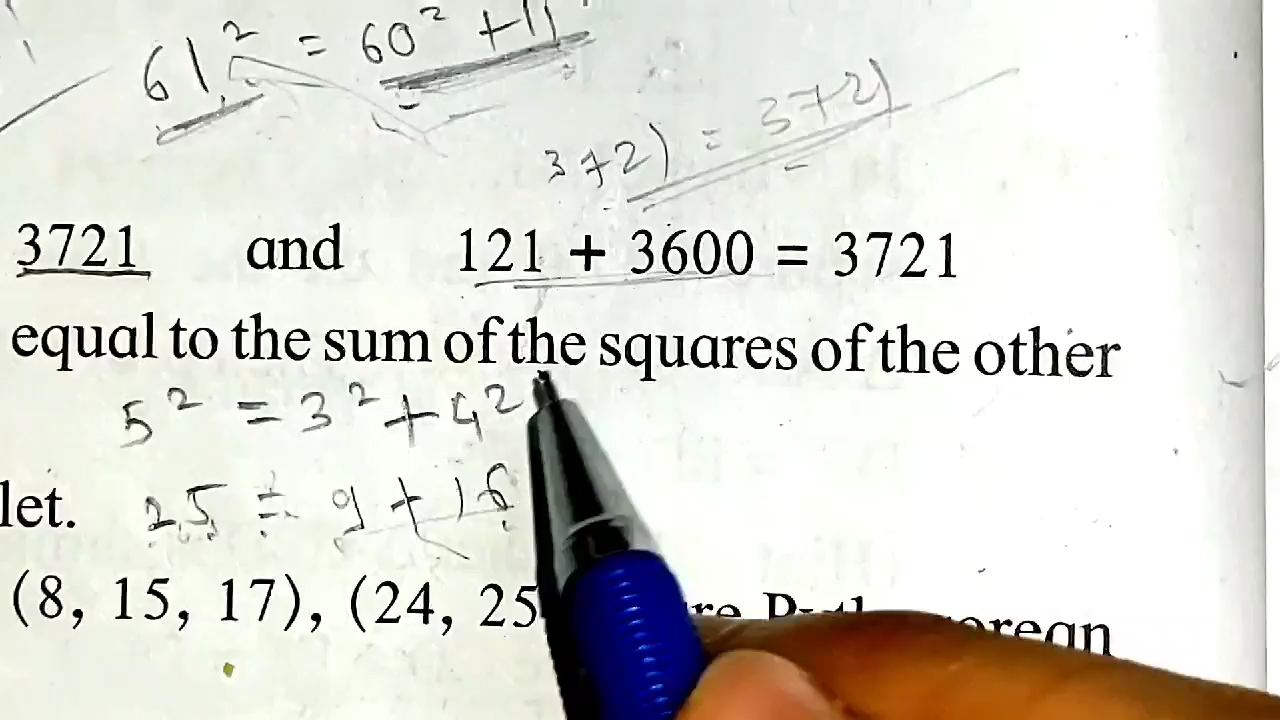 61² = 60² + 11
3721 = 3721
3721 and 121 + 3600 = 3721
equal to the sum of the squares of the other
5² = 3² + 4²
let. 25 = 9 + 16
(8, 15, 17), (24, 25